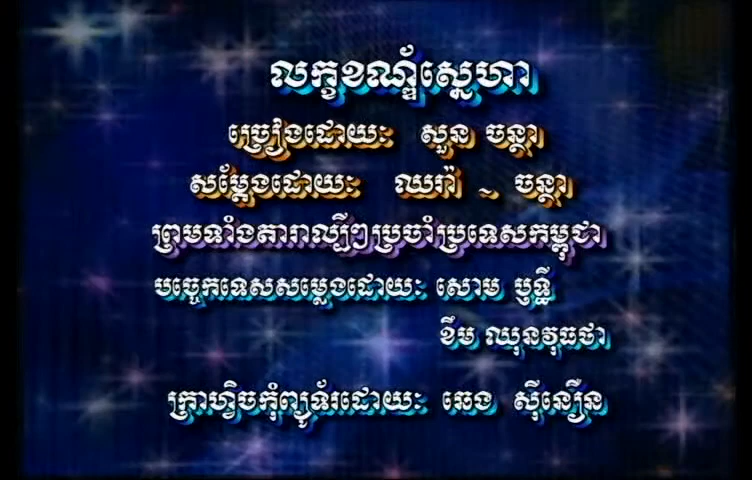 លក្ខខណ្ឌស្នេហា
ច្រៀងដោយៈ សួន ចន្ថា
សម្ដែងដោយៈ ឈរ៉ា ~ ចន្ថា
ព្រមទាំងតារាល្បីៗប្រចាំប្រទេសកម្ពុជា
បច្ចេកទេសសម្លេងដោយៈ សោម ឫទ្ធី
ខឹម ឈុនវុធថា
ក្រាហ្វិចកុំព្យូទ័រដោយៈ ឆេង ស៊ីនឿន